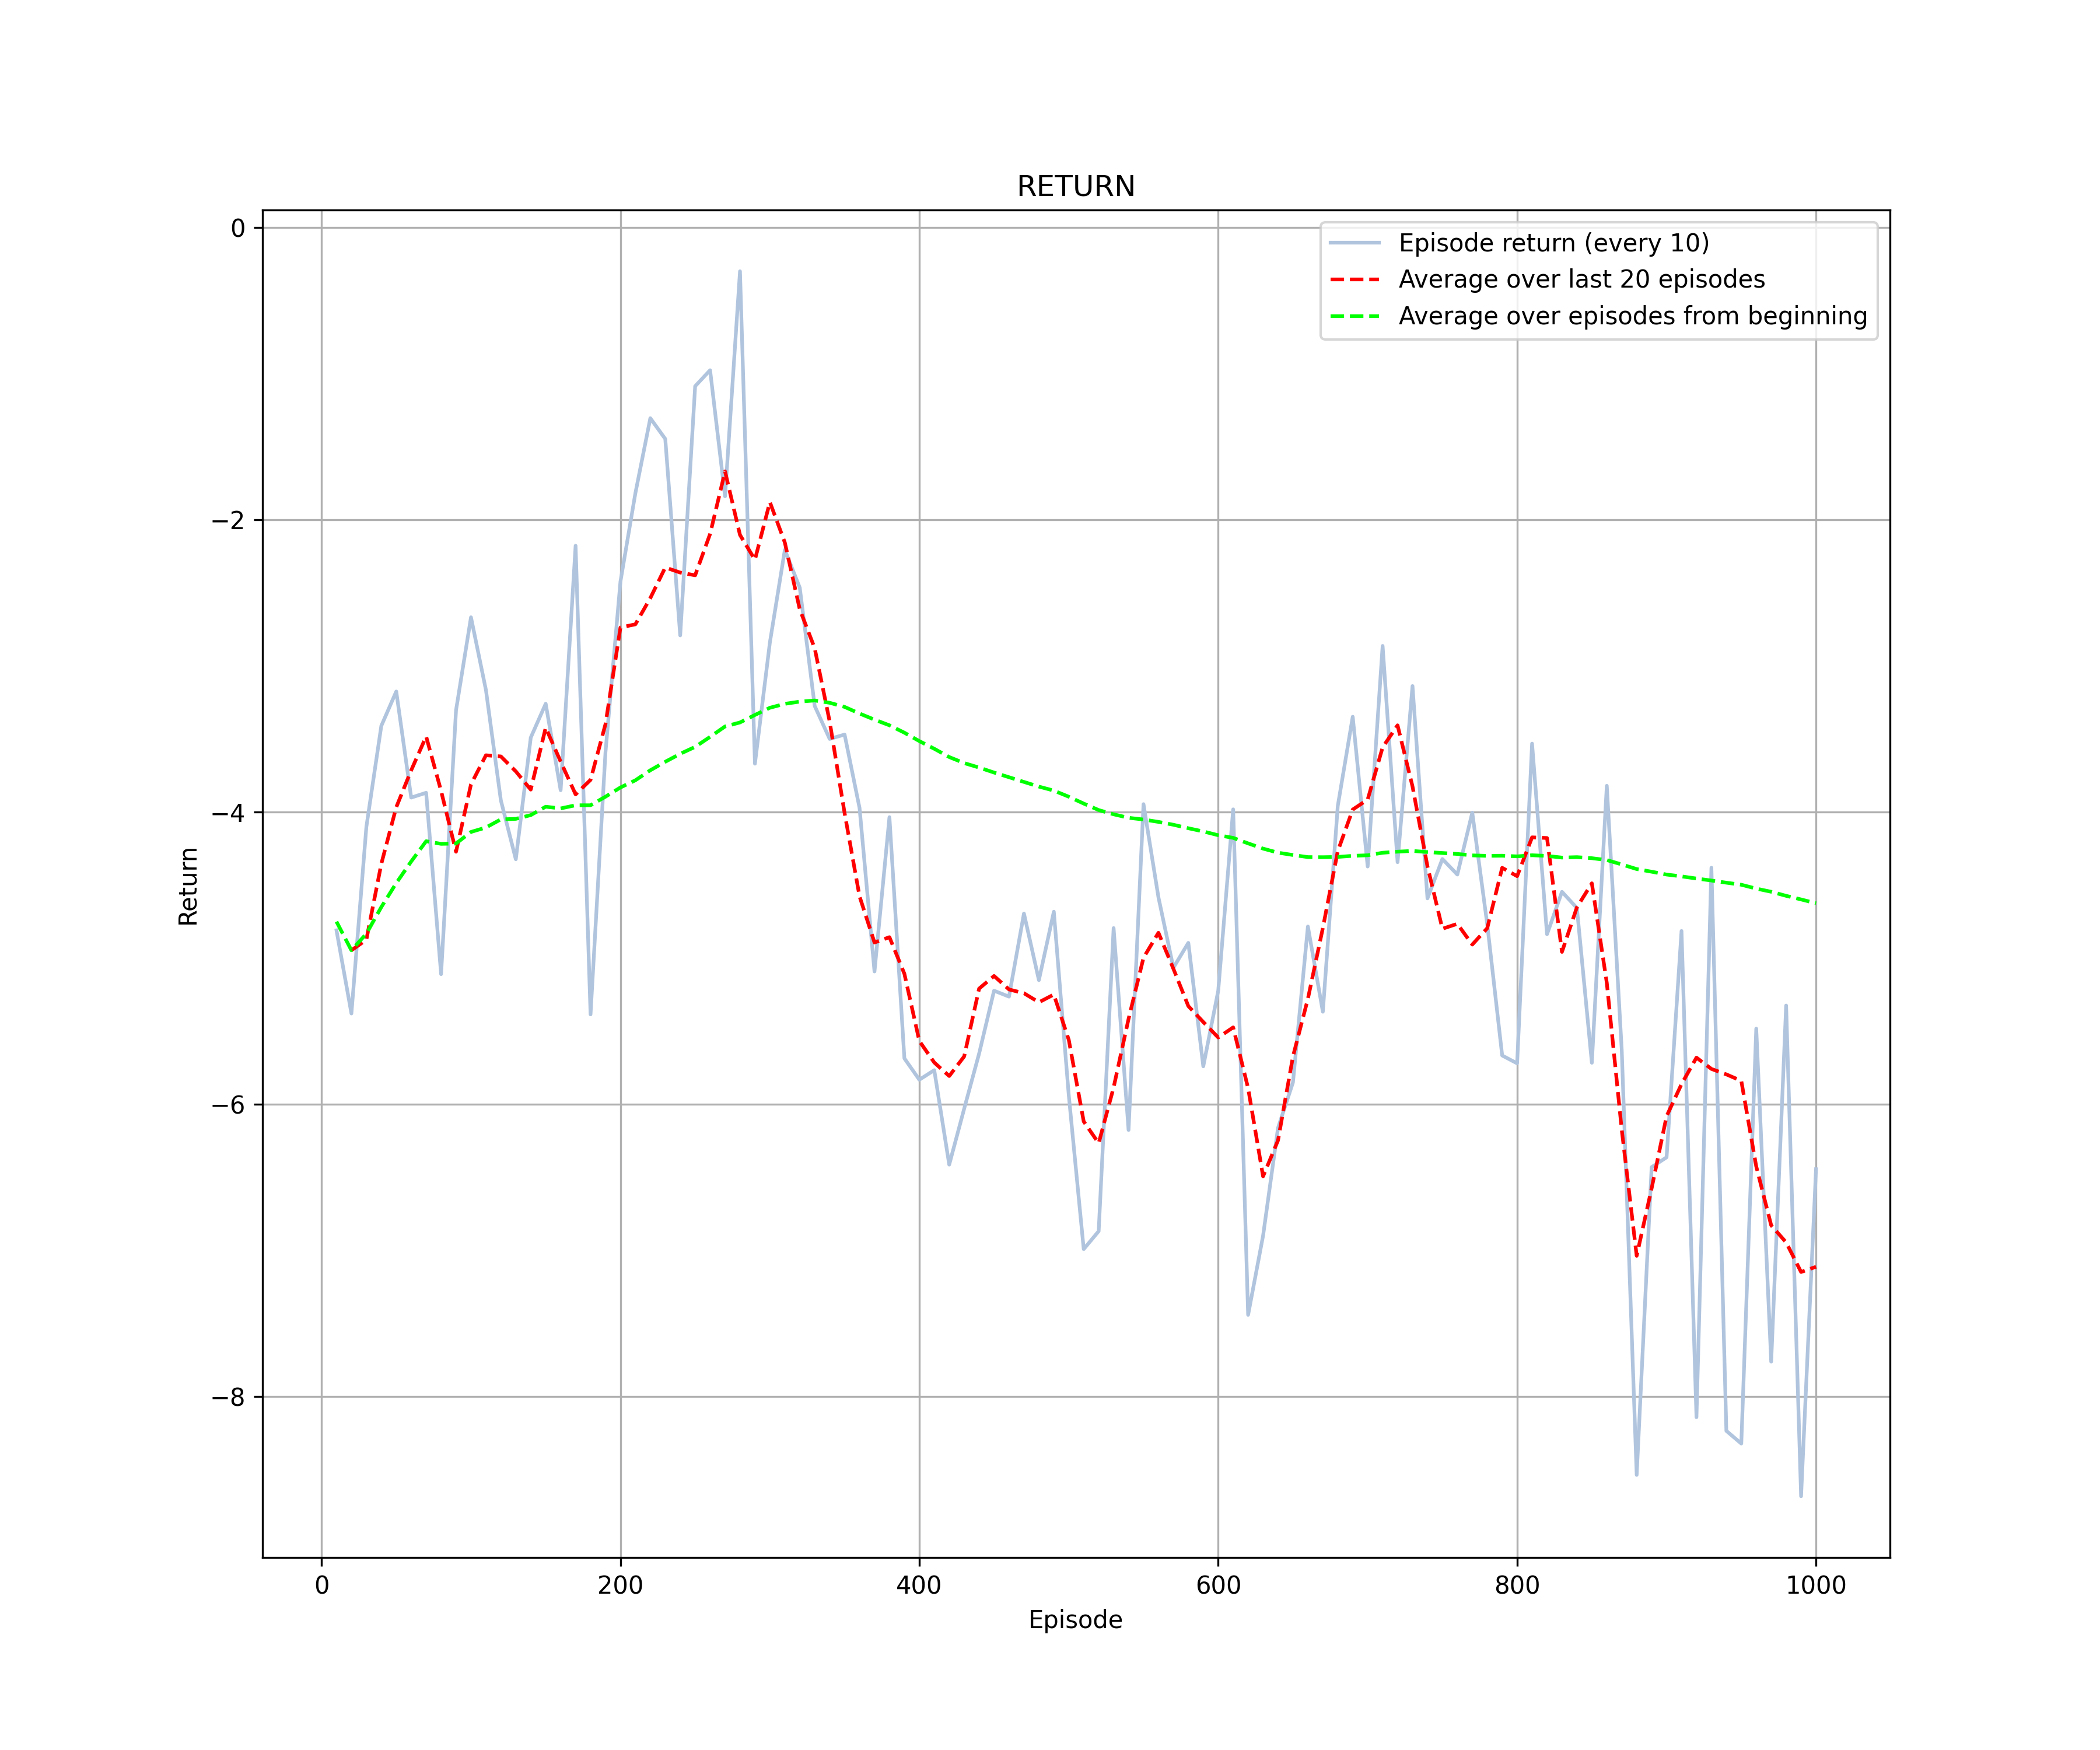 RETURN
Episode return (every 10)
Average over last 20 episodes
Average over episodes from beginning
0
−2
−4
−6
−8
Return
0 200 400 600 800 1000
Episode